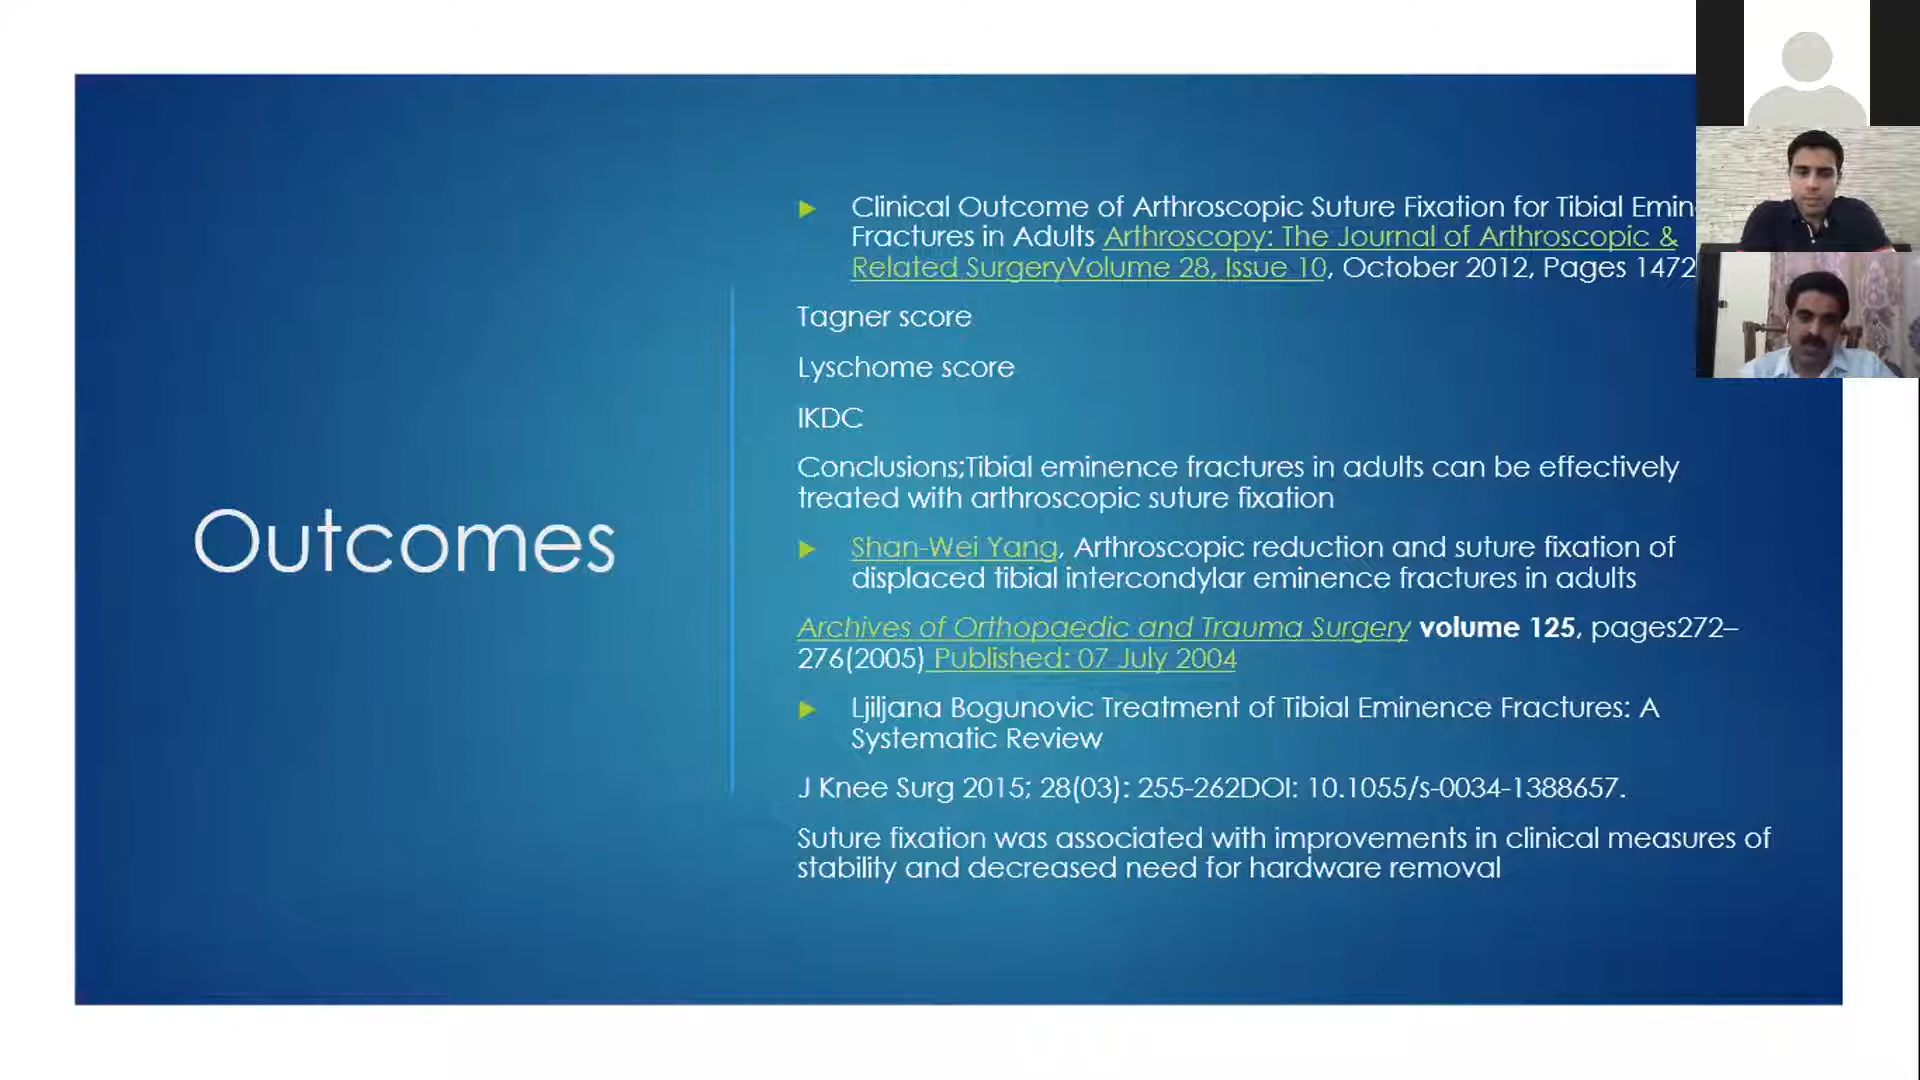 Outcomes
Clinical Outcome of Arthroscopic Suture Fixation for Tibial
Fractures in Adults Arthroscopy: The Journal of Arthroscopic &
Related SurgeryVolume 28, Issue 10, October 2012, Pages 1472
Tagner score
Lyschome score
IKDC
Conclusions;Tibial eminence fractures in adults can be effectively
treated with arthroscopic suture fixation
Shan-Wei Yang, Arthroscopic reduction and suture fixation of
displaced tibial intercondylar eminence fractures in adults
Archives of Orthopaedic and Trauma Surgery volume 125, pages272–
276(2005) Published: 07 July 2004
Ljiljana Bogunovic Treatment of Tibial Eminence Fractures: A
Systematic Review
J Knee Surg 2015; 28(03): 255-262DOI: 10.1055/s-0034-1388657.
Suture fixation was associated with improvements in clinical measures of
stability and decreased need for hardware removal